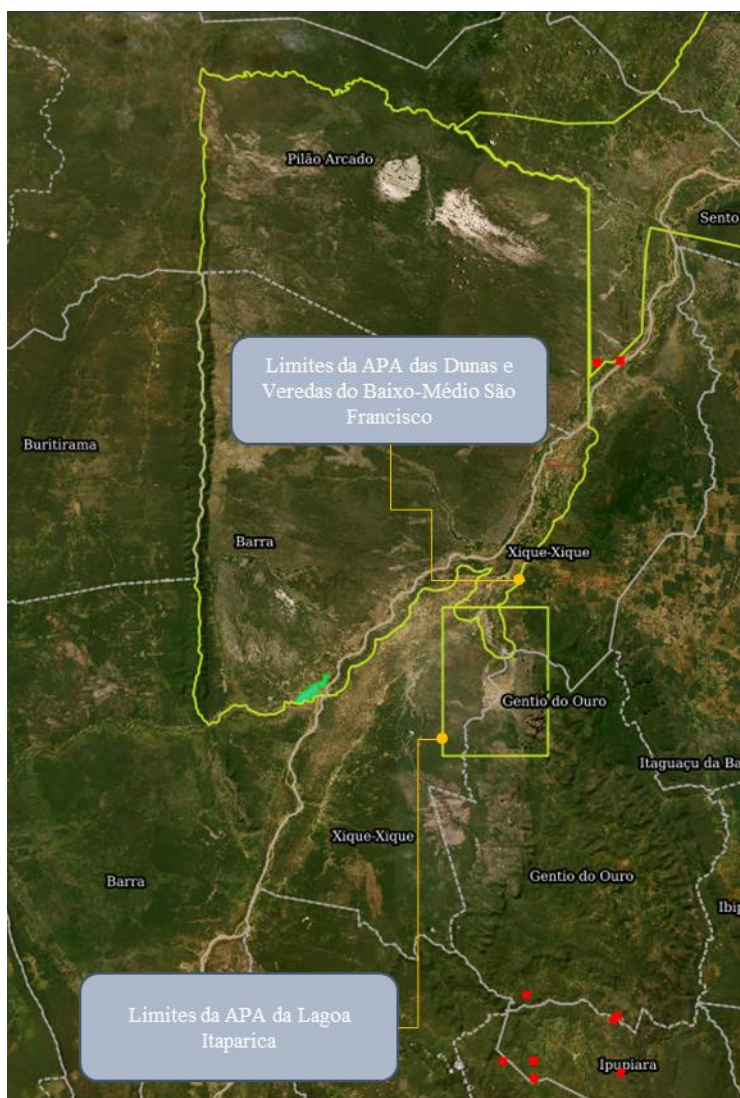 Pilão Arcado
Sento
Limites da APA das Dunas e
Veredas do Baixo-Médio São
Francisco
Buritirama
Barra
Xique-Xique
Gentio do Ouro
Itaguaçu da Ba
Xique-Xique
Barra
Gentio do Ouro
Ibip
Limites da APA da Lagoa
Itaparica
Ipupiara